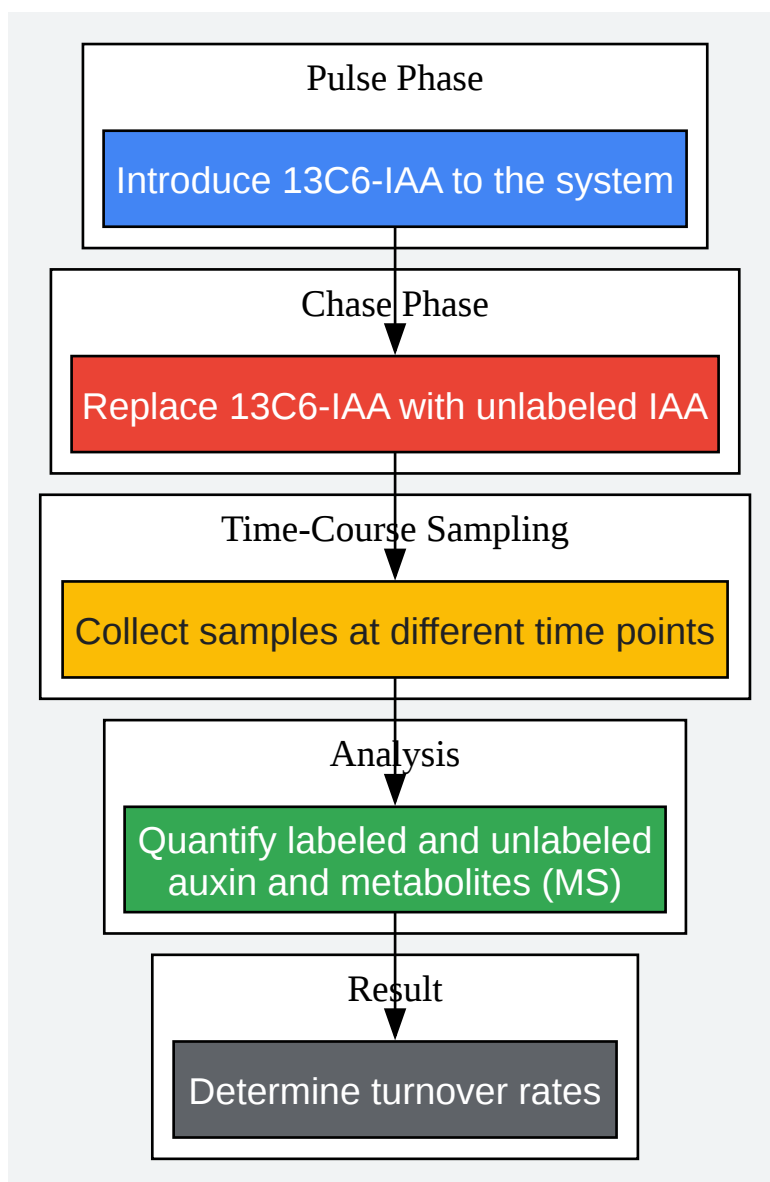 Pulse Phase
Introduce 13C6-IAA to the system
Chase Phase
Replace 13C6-IAA with unlabeled IAA
Time-Course Sampling
Collect samples at different time points
Analysis
Quantify labeled and unlabeled
auxin and metabolites (MS)
Result
Determine turnover rates